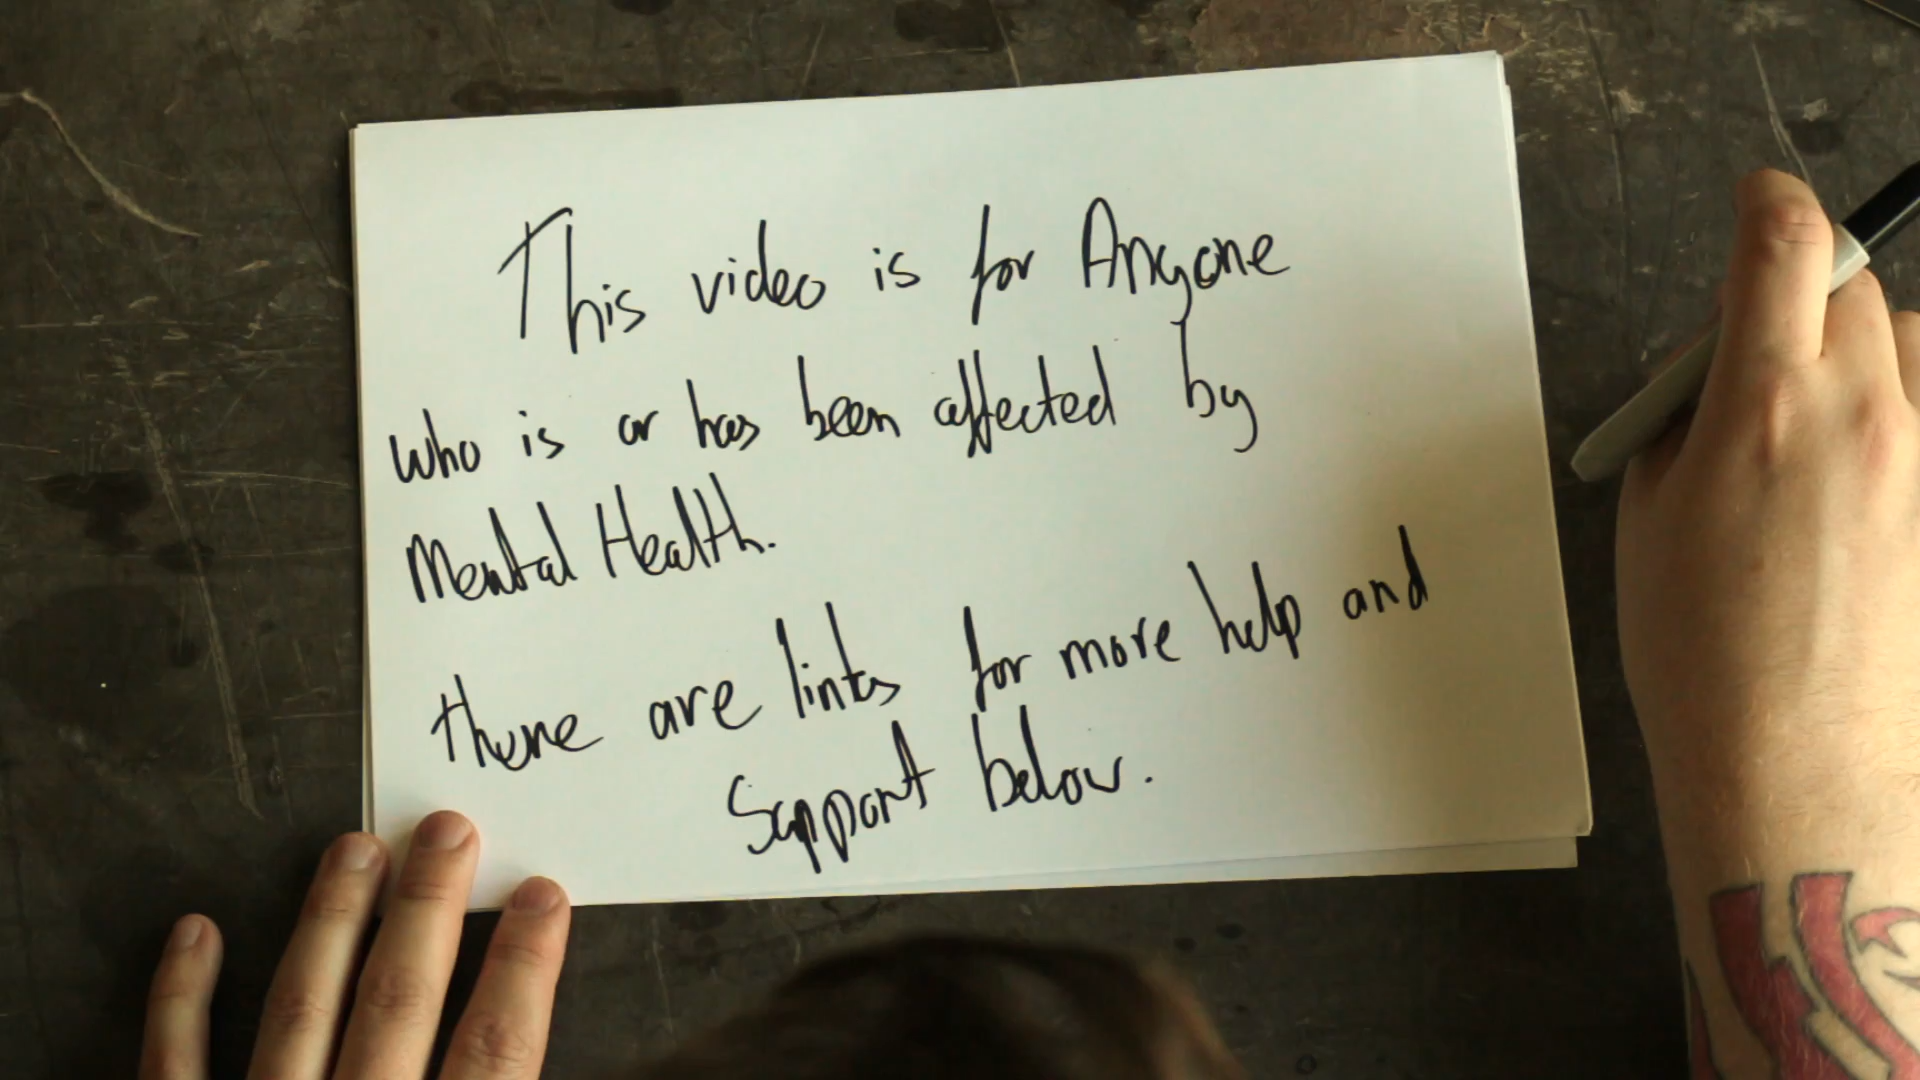 This video is for Anyone
who is or has been affected by
Mental Health.
there are links for more help and
Support below.